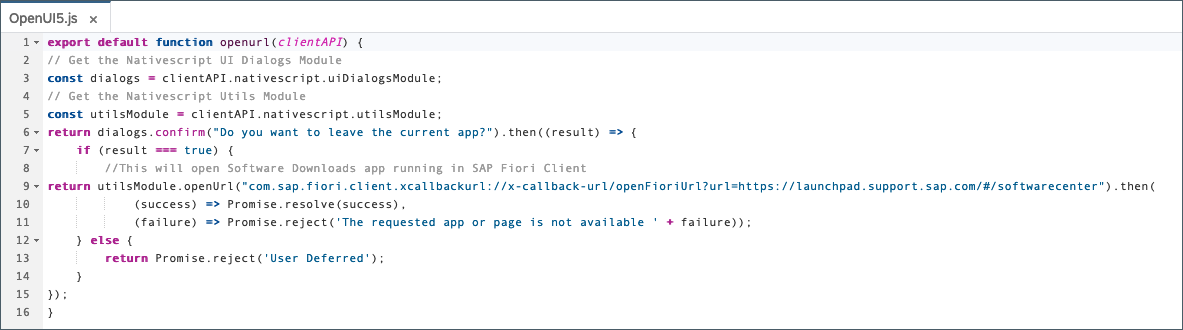 OpenUI5.js ×
1 export default function openurl(clientAPI) {
2 // Get the Nativescript UI Dialogs Module
3 const dialogs = clientAPI.nativescript.uiDialogsModule;
4 // Get the Nativescript Utils Module
5 const utilsModule = clientAPI.nativescript.utilsModule;
6 return dialogs.confirm("Do you want to leave the current app?").then((result) => {
7     if (result === true) {
8         //This will open Software Downloads app running in SAP Fiori Client
9 return utilsModule.openUrl("com.sap.fiori.client.xcallbackurl://x-callback-url/openFioriUrl?url=https://launchpad.support.sap.com/#/softwarecenter").then(
10             (success) => Promise.resolve(success),
11             (failure) => Promise.reject('The requested app or page is not available ' + failure));
12     } else {
13         return Promise.reject('User Deferred');
14     }
15 });
16 }